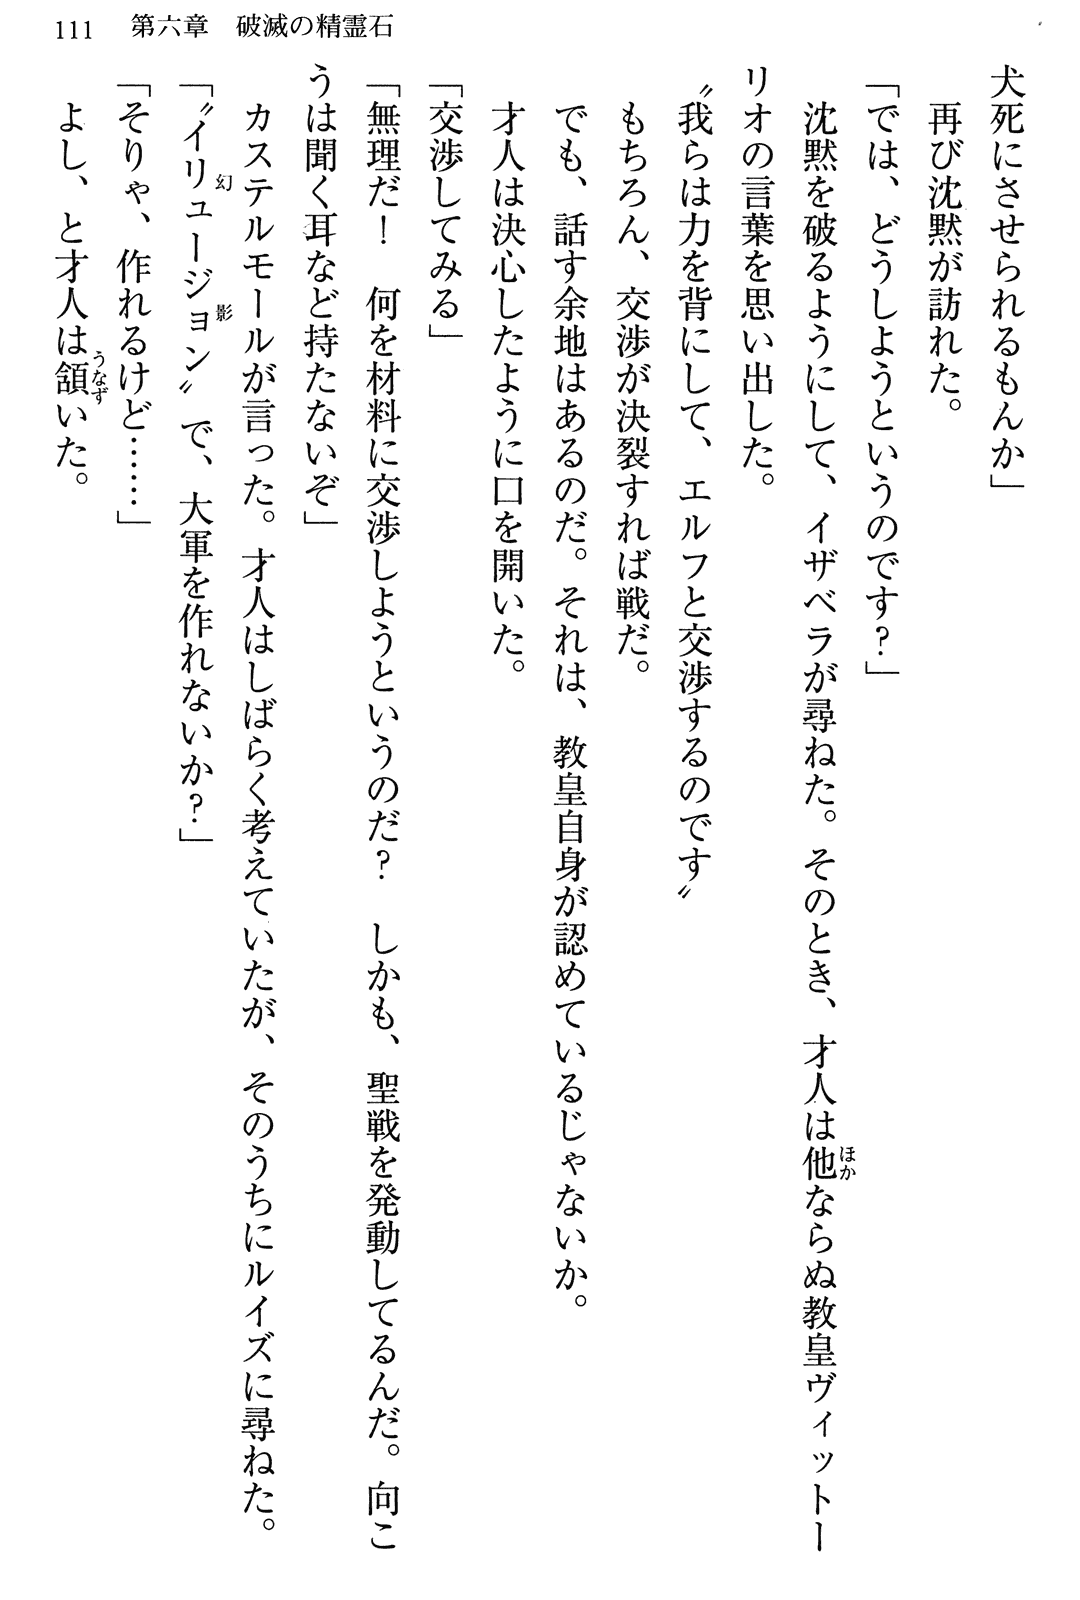 111　第六章　破滅の精霊石
犬死にさせられるもんか」
　再び沈黙が訪れた。
「では、どうしようというのです?」
　沈黙を破るようにして、イザベラが尋ねた。そのとき、才人は他ならぬ教皇ヴィットー
リオの言葉を思い出した。
〝我らは力を背にして、エルフと交渉するのです〟
　もちろん、交渉が決裂すれば戦だ。
　でも、話す余地はあるのだ。それは、教皇自身が認めているじゃないか。
　才人は決心したように口を開いた。
「交渉してみる」
「無理だ!　何を材料に交渉しようというのだ?　しかも、聖戦を発動してるんだ。向こ
うは聞く耳など持たないぞ」
　カステルモールが言った。才人はしばらく考えていたが、そのうちにルイズに尋ねた。
「〝イリュージョン〟で、大軍を作れないか?」
「そりゃ、作れるけど……」
　よし、と才人は頷いた。